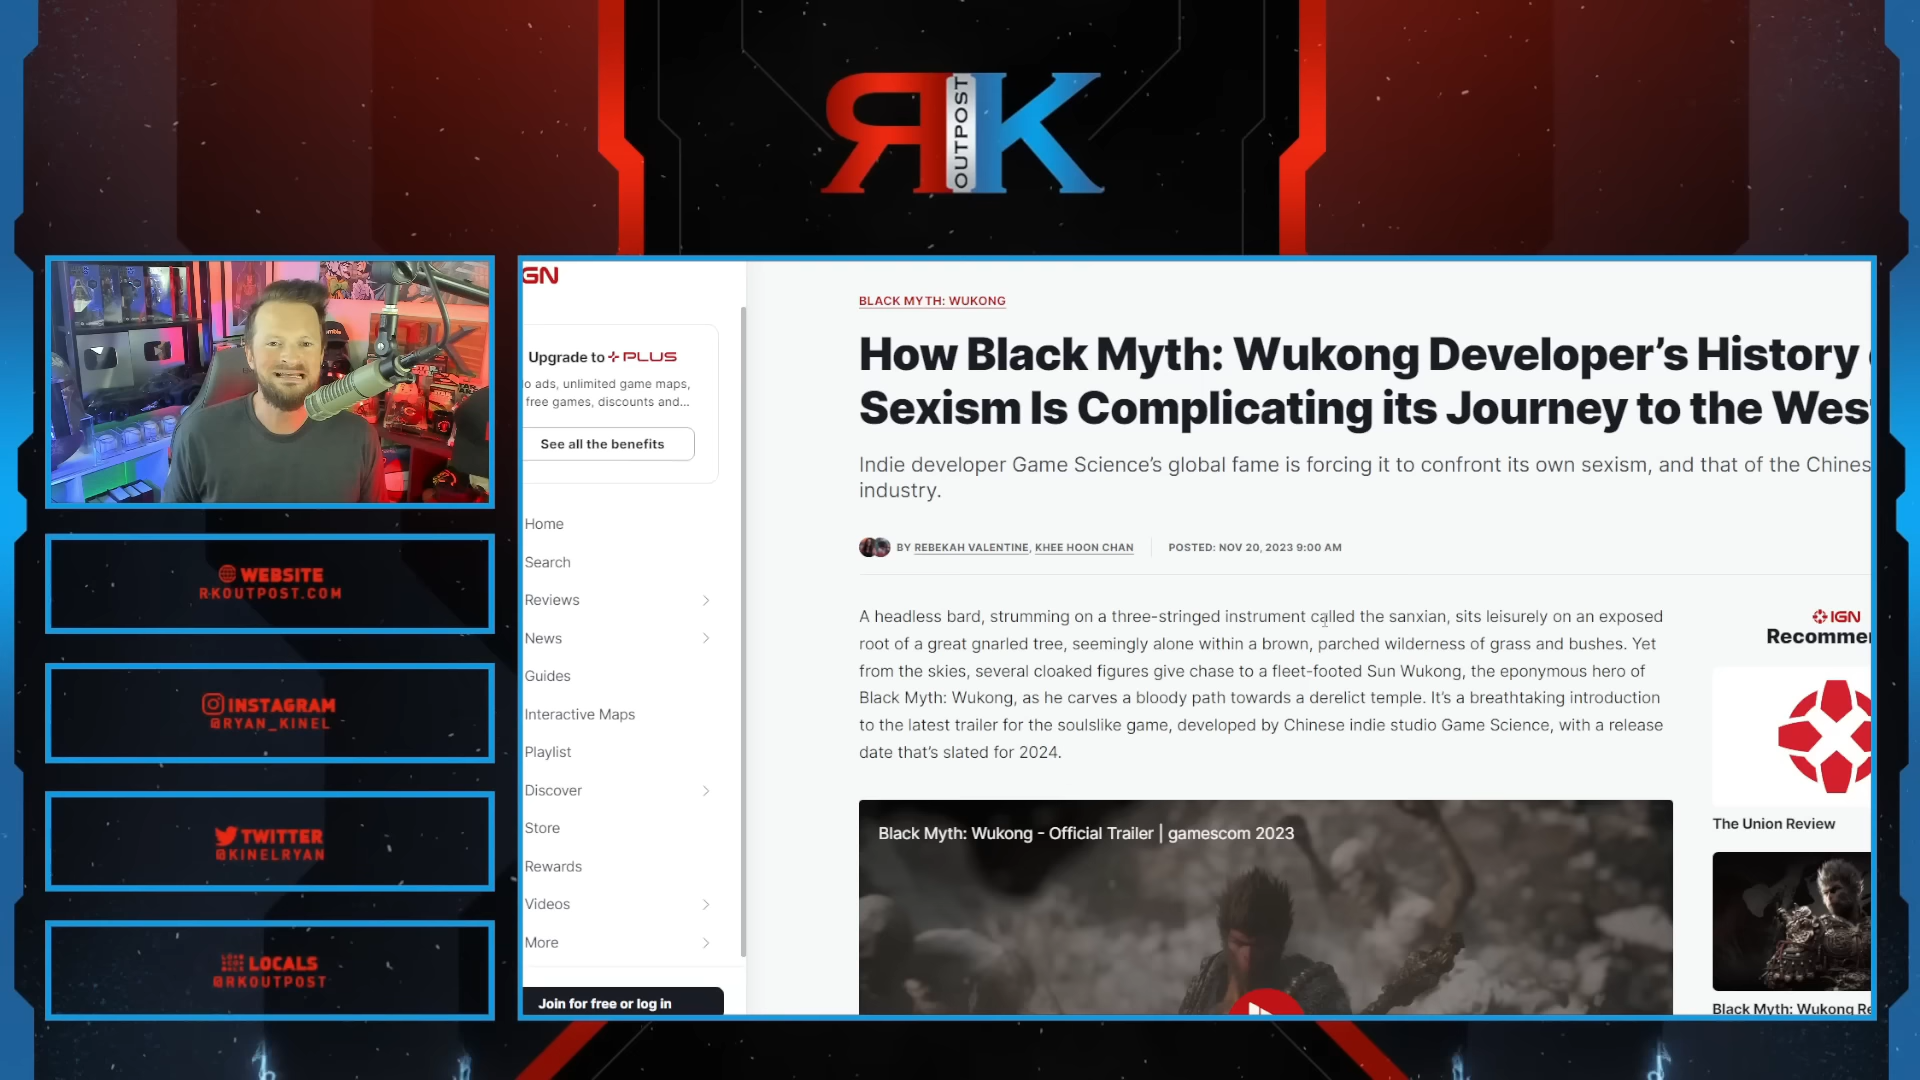 RK
OUTPOST
GN
Upgrade to PLUS
o ads, unlimited game maps,
free games, discounts and...
See all the benefits
Home
Search
Reviews
News
Guides
Interactive Maps
Playlist
Discover
Store
Rewards
Videos
More
Join for free or log in
BLACK MYTH: WUKONG
How Black Myth: Wukong Developer's History
Sexism Is Complicating its Journey to the Wes
Indie developer Game Science's global fame is forcing it to confront its own sexism, and that of the Chines
industry.
BY REBEKAH VALENTINE, KHEE HOON CHAN
POSTED: NOV 20, 2023 9:00 AM
A headless bard, strumming on a three-stringed instrument called the sanxian, sits leisurely on an exposed
root of a great gnarled tree, seemingly alone within a brown, parched wilderness of grass and bushes. Yet
from the skies, several cloaked figures give chase to a fleet-footed Sun Wukong, the eponymous hero of
Black Myth: Wukong, as he carves a bloody path towards a derelict temple. It's a breathtaking introduction
to the latest trailer for the soulslike game, developed by Chinese indie studio Game Science, with a release
date that's slated for 2024.
Black Myth: Wukong - Official Trailer | gamescom 2023
IGN
Recomme
The Union Review
Black Myth: Wukong Re
WEBSITE
RKOUTPOST.COM
INSTAGRAM
@RYAN_KINEL
TWITTER
@KINELRYAN
LOCALS
@RKOUTPOST